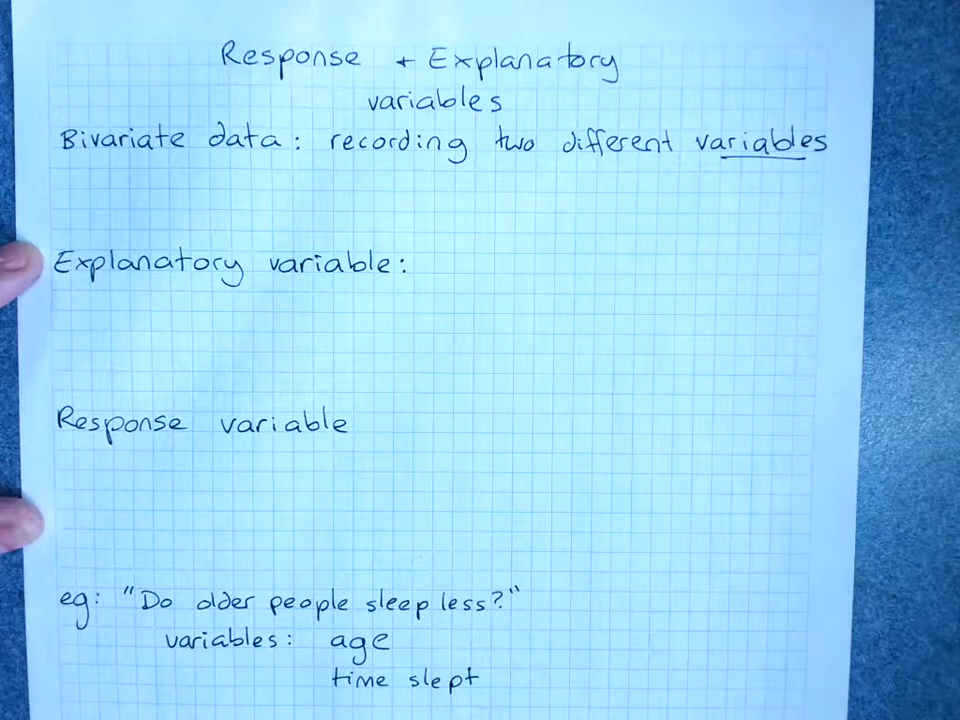 Response + Explanatory
variables
Bivariate data: recording two different variables
Explanatory variable:
Response variable
eg: "Do older people sleep less?"
variables: age
time slept